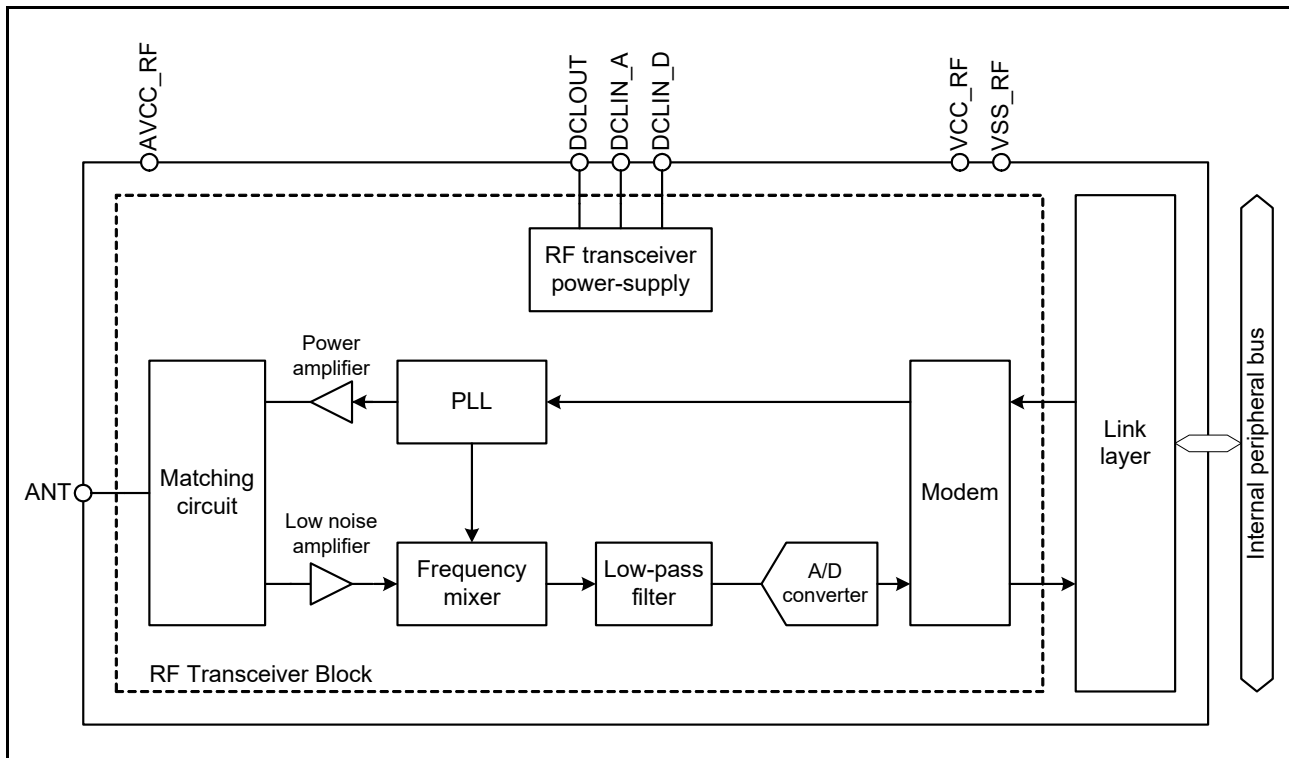 AVCC_RF
DCLOUT
DCLIN_A
DCLIN_D
VCC_RF
VSS_RF
RF transceiver
power-supply
Power
amplifier
PLL
Matching
circuit
ANT
Low noise
amplifier
Frequency
mixer
Low-pass
filter
A/D
converter
Modem
Link
layer
Internal peripheral bus
RF Transceiver Block